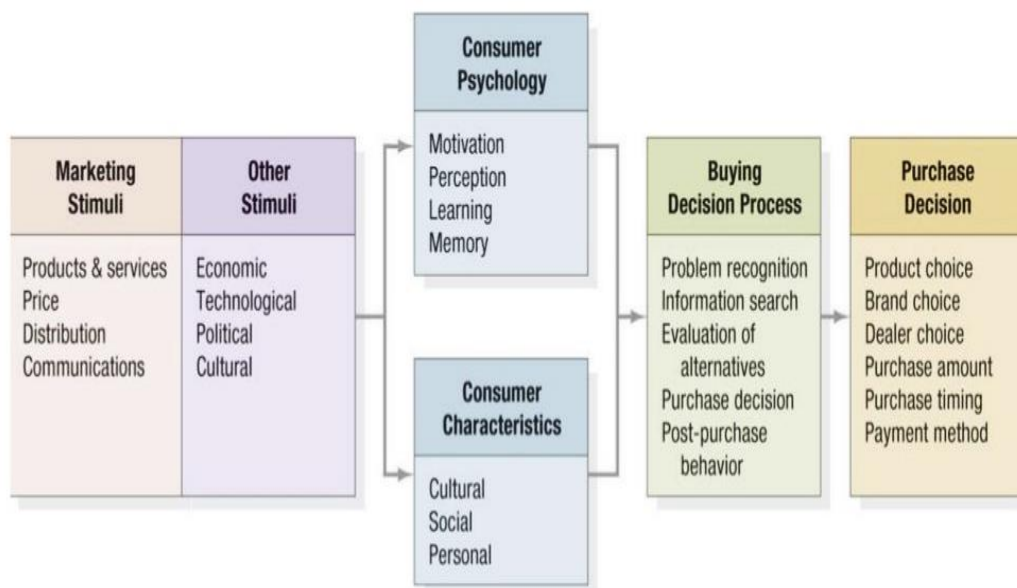 Marketing
Stimuli
Products & services
Price
Distribution
Communications
Other
Stimuli
Economic
Technological
Political
Cultural
Consumer
Psychology
Motivation
Perception
Learning
Memory
Consumer
Characteristics
Cultural
Social
Personal
Buying
Decision Process
Problem recognition
Information search
Evaluation of
alternatives
Purchase decision
Post-purchase
behavior
Purchase
Decision
Product choice
Brand choice
Dealer choice
Purchase amount
Purchase timing
Payment method